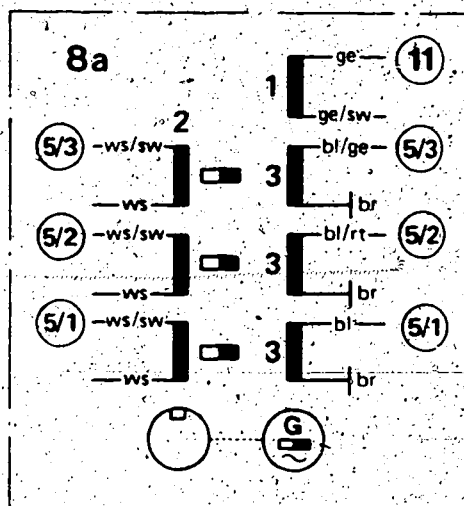 8a
1
ge
11
ge/sw
2
5/3
ws/sw
3
bl/ge
5/3
ws
br
5/2
ws/sw
3
bl/rt
5/2
ws
br
5/1
ws/sw
3
bl
5/1
ws
br
G